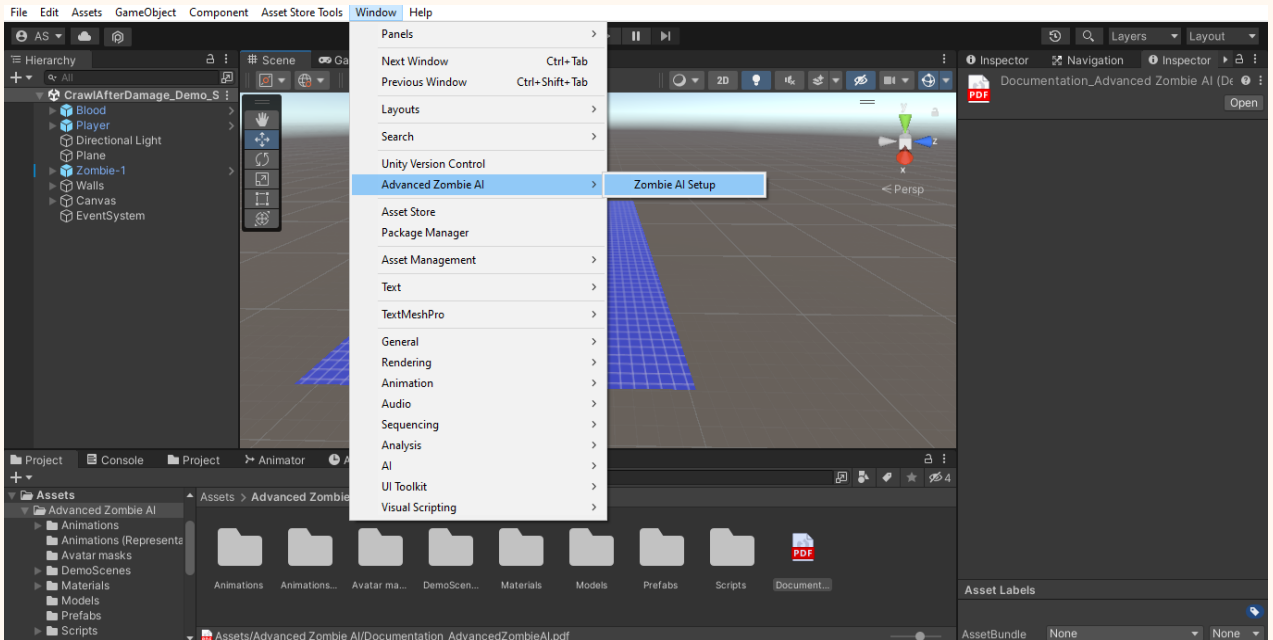 File Edit Assets GameObject Component Asset Store Tools Window Help
AS
Layers
Layout
Hierarchy
All
CrawlAfterDamage_Demo_S
Blood
Player
Directional Light
Plane
Zombie-1
Walls
Canvas
EventSystem
Scene
Ga
2D
z
x
Persp
Panels
Next Window Ctrl+Tab
Previous Window Ctrl+Shift+Tab
Layouts
Search
Unity Version Control
Advanced Zombie AI
Zombie AI Setup
Asset Store
Package Manager
Asset Management
Text
TextMeshPro
General
Rendering
Animation
Audio
Sequencing
Analysis
AI
UI Toolkit
Visual Scripting
Inspector
Navigation
Inspector
PDF
Documentation_Advanced Zombie AI (De
Open
Project
Console
Project
Animator
A
4
Assets
Advanced Zombie AI
Animations
Animations (Representa
Avatar masks
DemoScenes
Materials
Models
Prefabs
Scripts
Assets > Advanced Zombie
PDF
Animations
Animations...
Avatar ma...
DemoScen...
Materials
Models
Prefabs
Scripts
Document...
Assets/Advanced Zombie AI/Documentation_AdvancedZombieAI.pdf
Asset Labels
AssetBundle None None